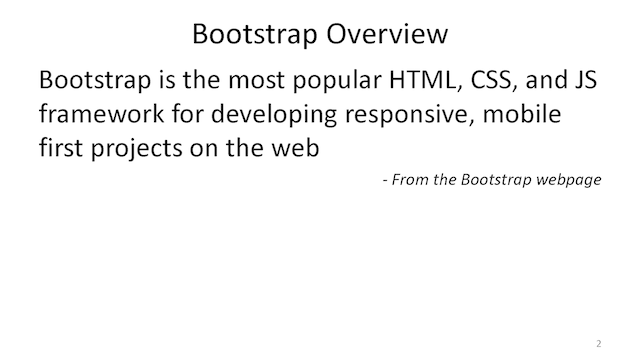 Bootstrap Overview
Bootstrap is the most popular HTML, CSS, and JS
framework for developing responsive, mobile
first projects on the web
- From the Bootstrap webpage
2